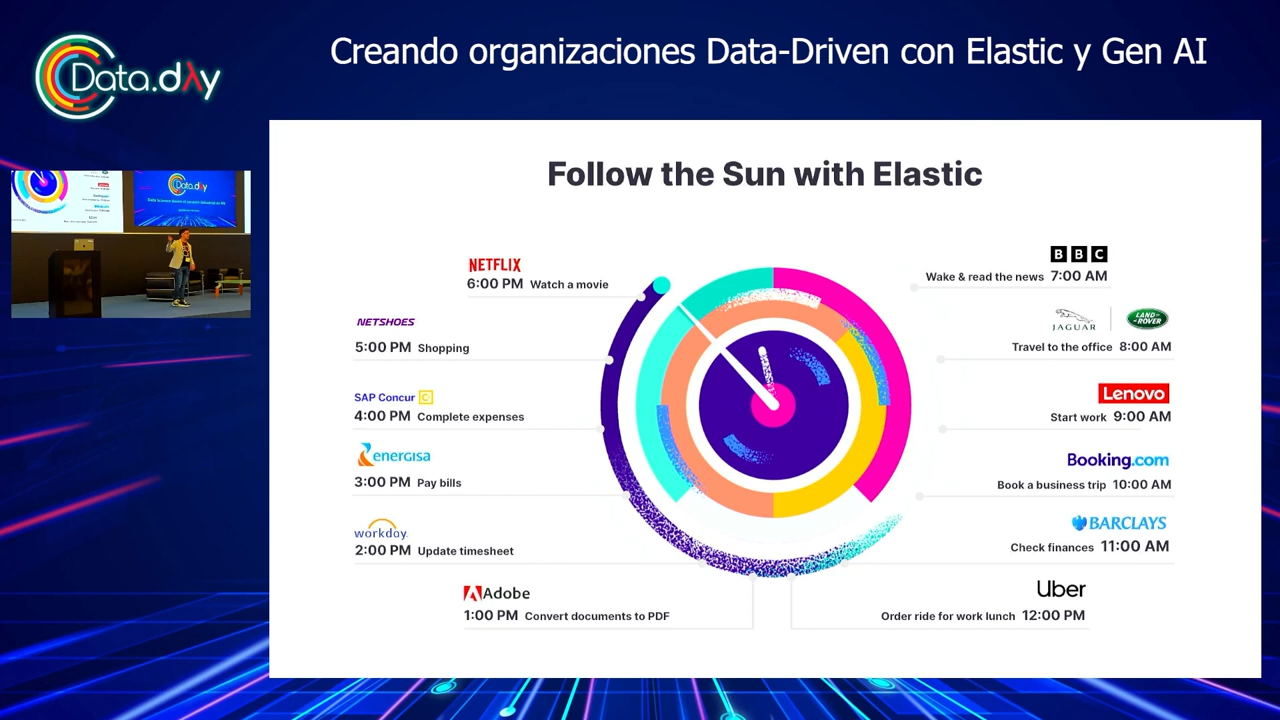 Creando organizaciones Data-Driven con Elastic y Gen AI
Data.dλy
Follow the Sun with Elastic
NETFLIX
6:00 PM Watch a movie
NETSHOES
5:00 PM Shopping
SAP Concur C
4:00 PM Complete expenses
energisa
3:00 PM Pay bills
workday.
2:00 PM Update timesheet
Adobe
1:00 PM Convert documents to PDF
BBC
Wake & read the news 7:00 AM
JAGUAR
LAND ROVER
Travel to the office 8:00 AM
Lenovo
Start work 9:00 AM
Booking.com
Book a business trip 10:00 AM
BARCLAYS
Check finances 11:00 AM
Uber
Order ride for work lunch 12:00 PM
Data.dλy